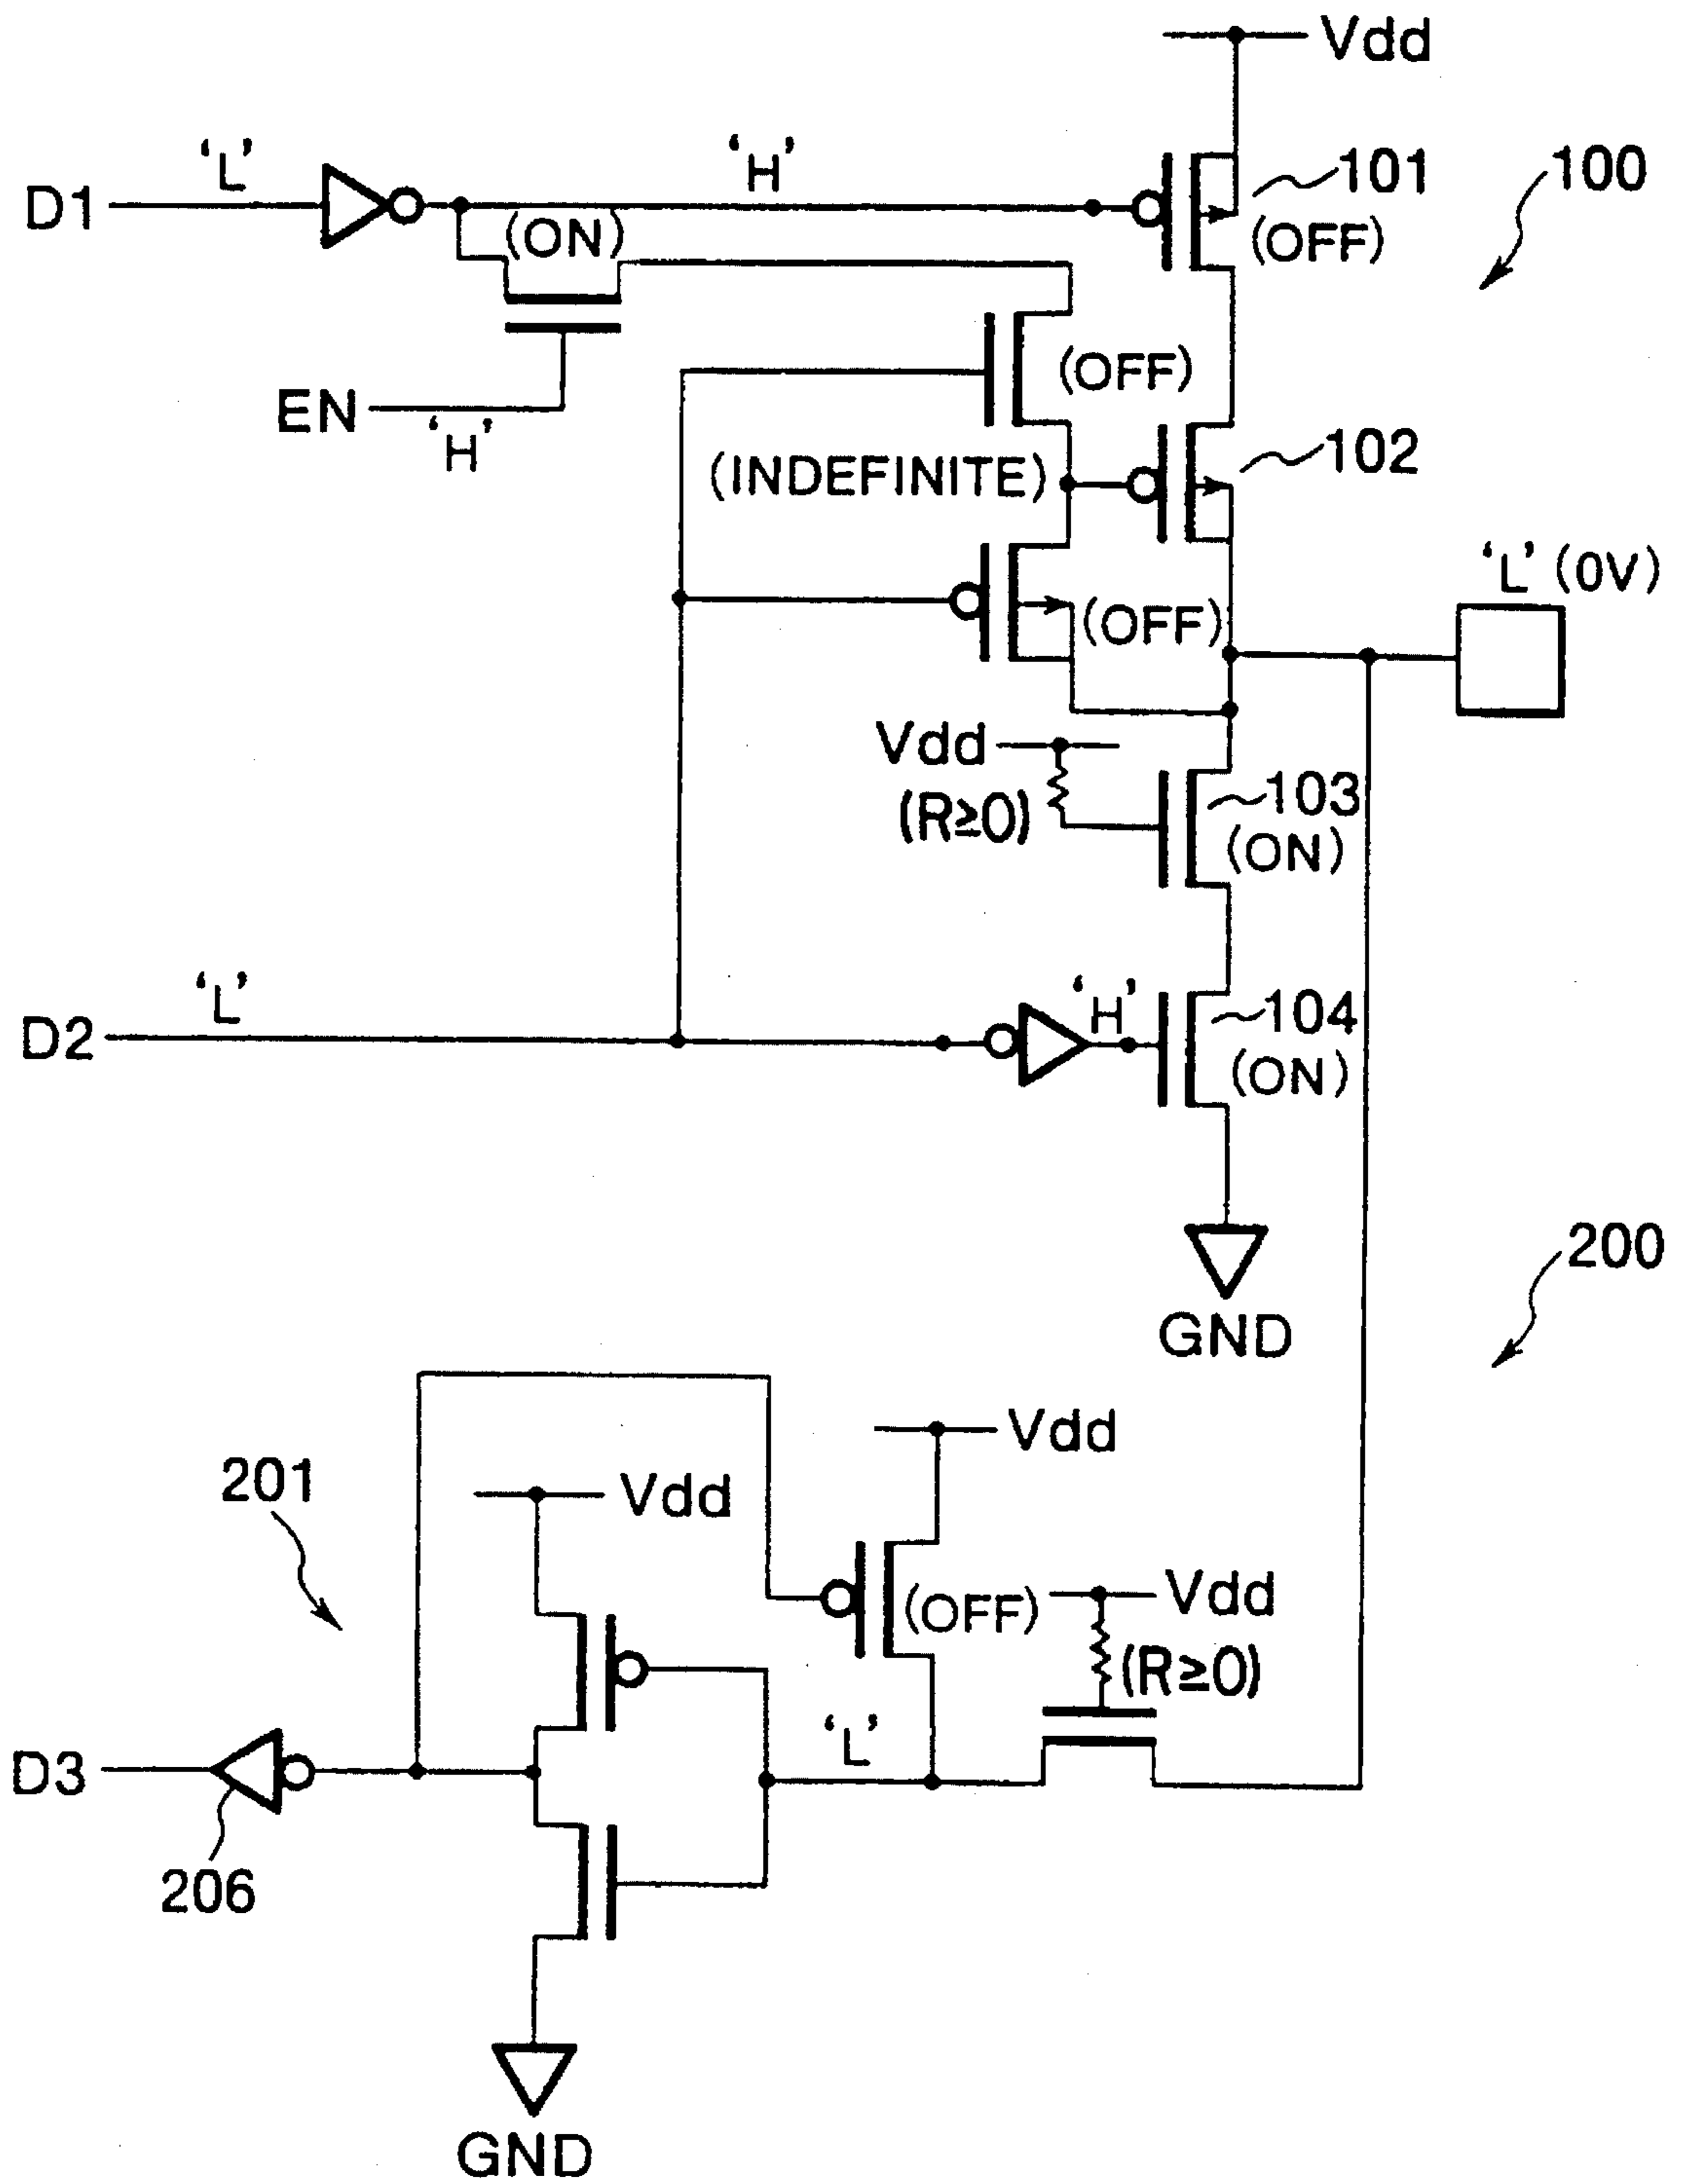 Vdd
'L'
'H'
101
100
D1
(ON)
(OFF)
(OFF)
EN
'H'
102
(INDEFINITE)
'L' (0V)
(OFF)
Vdd
103
(R≥0)
(ON)
'L'
'H'
104
D2
(ON)
200
GND
Vdd
201
Vdd
Vdd
(OFF)
(R≥0)
'L'
D3
206
GND